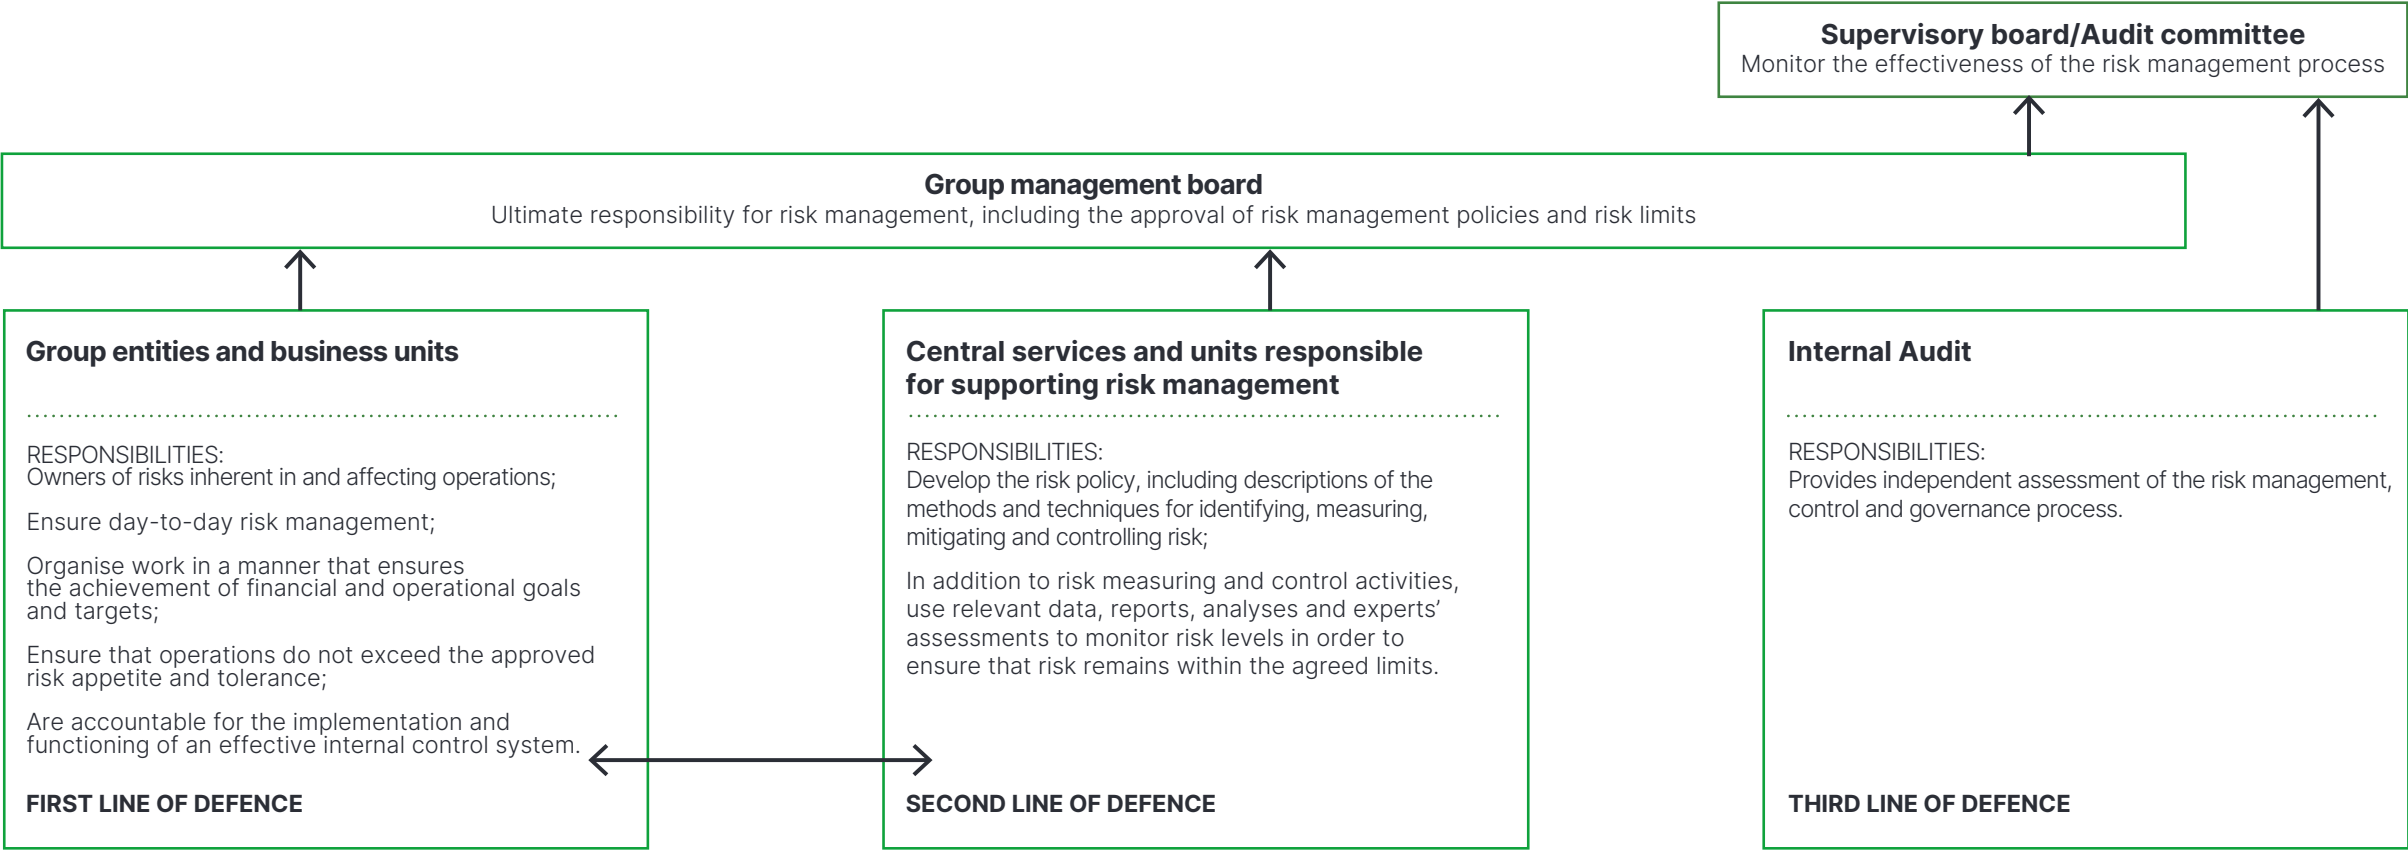 Supervisory board/Audit committee
Monitor the effectiveness of the risk management process
Group management board
Ultimate responsibility for risk management, including the approval of risk management policies and risk limits
Group entities and business units
RESPONSIBILITIES:
Owners of risks inherent in and affecting operations;
Ensure day-to-day risk management;
Organise work in a manner that ensures
the achievement of financial and operational goals
and targets;
Ensure that operations do not exceed the approved
risk appetite and tolerance;
Are accountable for the implementation and
functioning of an effective internal control system.
FIRST LINE OF DEFENCE
Central services and units responsible
for supporting risk management
RESPONSIBILITIES:
Develop the risk policy, including descriptions of the
methods and techniques for identifying, measuring,
mitigating and controlling risk;
In addition to risk measuring and control activities,
use relevant data, reports, analyses and experts’
assessments to monitor risk levels in order to
ensure that risk remains within the agreed limits.
SECOND LINE OF DEFENCE
Internal Audit
RESPONSIBILITIES:
Provides independent assessment of the risk management,
control and governance process.
THIRD LINE OF DEFENCE